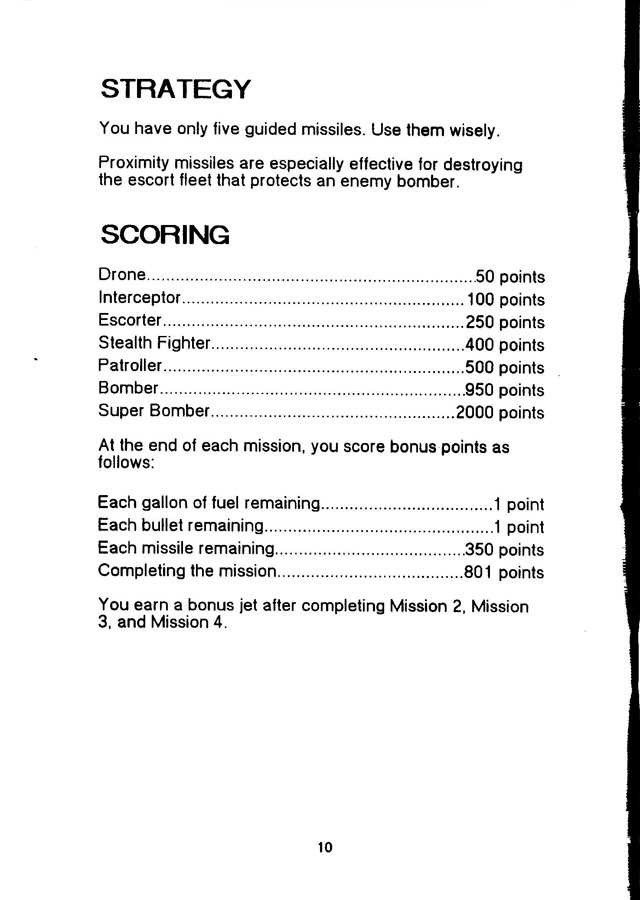 STRATEGY
You have only five guided missiles. Use them wisely.
Proximity missiles are especially effective for destroying
the escort fleet that protects an enemy bomber.
SCORING
Drone....................................................................50 points
Interceptor...........................................................100 points
Escorter...............................................................250 points
Stealth Fighter.....................................................400 points
Patroller...............................................................500 points
Bomber................................................................950 points
Super Bomber...................................................2000 points
At the end of each mission, you score bonus points as
follows:
Each gallon of fuel remaining....................................1 point
Each bullet remaining................................................1 point
Each missile remaining........................................350 points
Completing the mission.......................................801 points
You earn a bonus jet after completing Mission 2, Mission
3, and Mission 4.
10